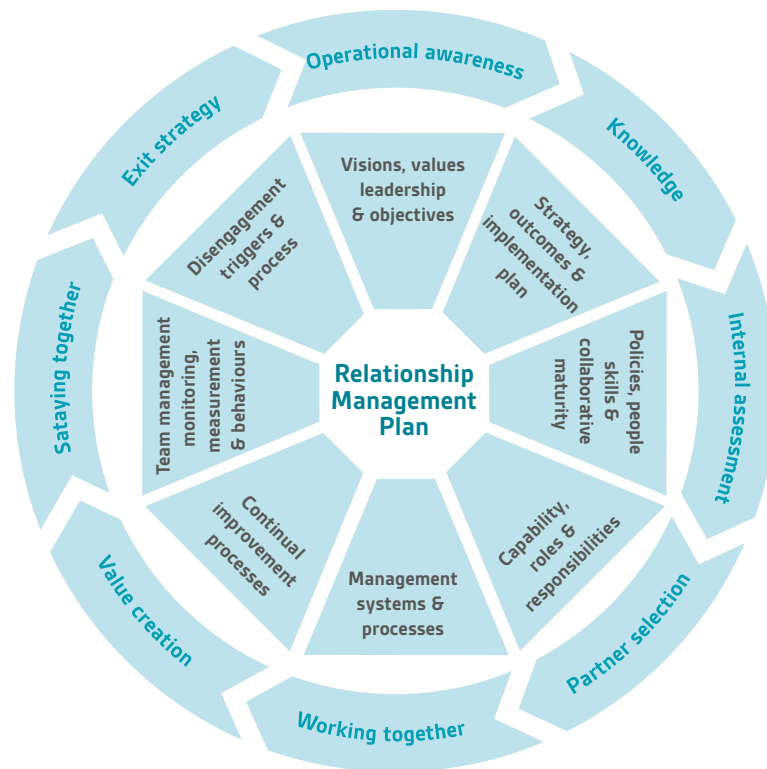 Operational awareness
Knowledge
Internal assessment
Partner selection
Working together
Value creation
Sataying together
Exit strategy
Visions, values
leadership
& objectives
Strategy,
outcomes &
implementation
plan
Policies, people
skills &
collaborative
maturity
Capability,
roles &
responsibilities
Management
systems &
processes
Continual
improvement
processes
Team management
monitoring,
measurement
& behaviours
Disengagement
triggers &
process
Relationship
Management
Plan